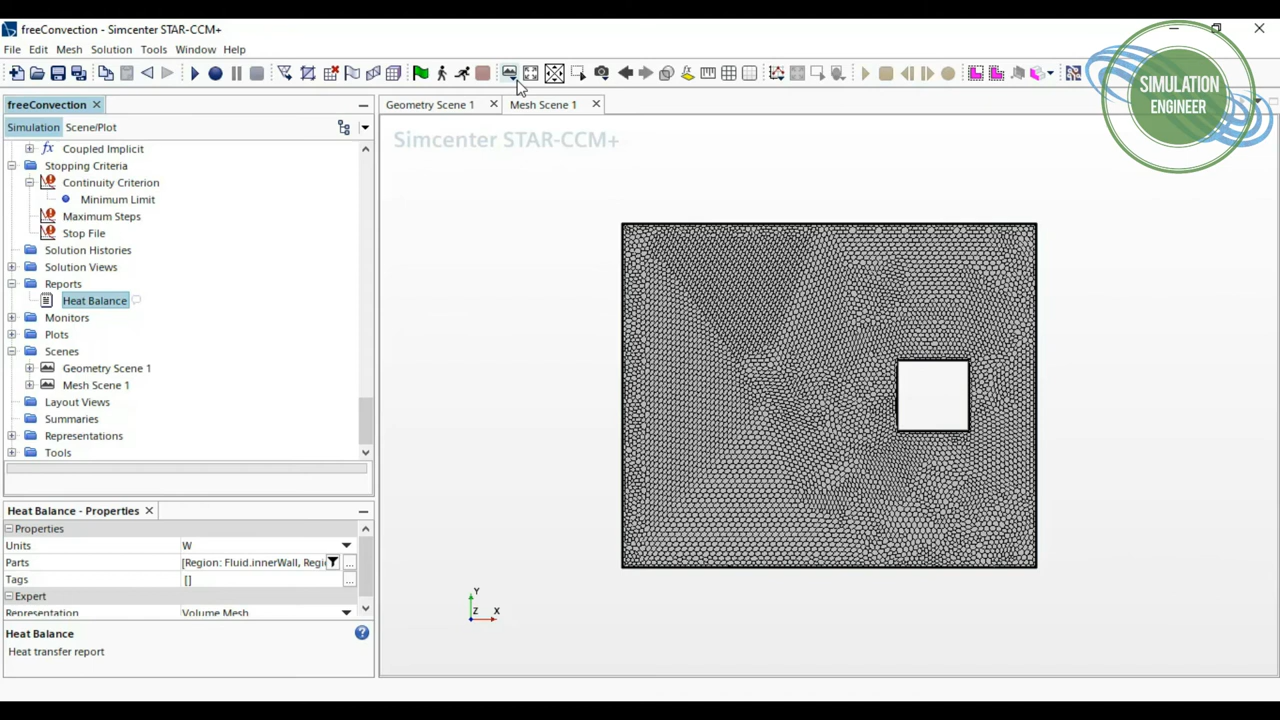 freeConvection - Simcenter STAR-CCM+
File Edit Mesh Solution Tools Window Help
SIMULATION
ENGINEER
freeConvection
Geometry Scene 1
Mesh Scene 1
Simulation
Scene/Plot
Simcenter STAR-CCM+
Coupled Implicit
Stopping Criteria
Continuity Criterion
Minimum Limit
Maximum Steps
Stop File
Solution Histories
Solution Views
Reports
Heat Balance
Monitors
Plots
Scenes
Geometry Scene 1
Mesh Scene 1
Layout Views
Summaries
Representations
Tools
Heat Balance - Properties
Properties
Units W
Parts [Region: Fluid.innerWall, Regi
Tags []
Expert
Representation Volume Mesh
Heat Balance
Heat transfer report
Y
Z X